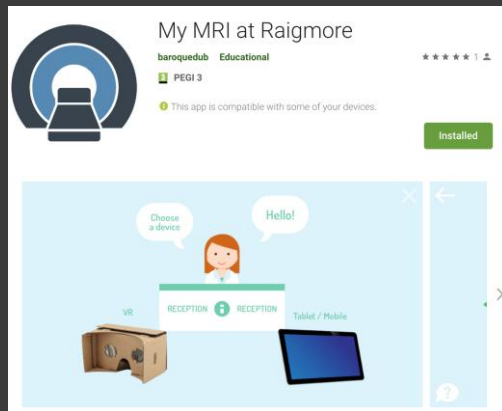 My MRI at Raigmore
baroquedub Educational
1
3 PEGI 3
This app is compatible with some of your devices.
Installed
Choose
a device
Hello!
RECEPTION i RECEPTION
VR
Tablet / Mobile
?